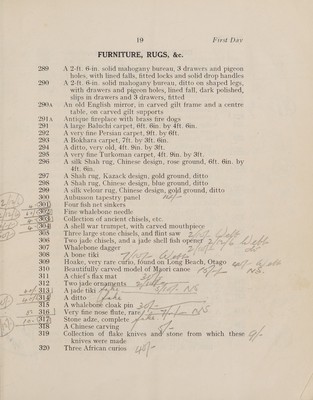 19 First Day
FURNITURE, RUGS, &c.
289 A 2-ft. 6-in. solid mahogany bureau, 3 drawers and pigeon
holes, with lined falls, fitted locks and solid drop handles
290 A 2-ft. 6-in. mahogany bureau, ditto on shaped legs,
with drawers and pigeon holes, lined fall, dark polished,
slips in drawers and 3 drawers, fitted
290A An old English mirror, in carved gilt frame and a centre
table, on carved gilt supports
291A Antique fireplace with brass fire dogs
291 A large Baluchi carpet, 6ft. 6in. by 4ft. 6in.
292 A very fine Persian carpet, 9ft. by 6ft.
293 A Bokhara carpet, 7ft. by 3ft. 6in.
294 A ditto, very old, 4ft. 9in. by 3ft.
295 A very fine Turkoman carpet, 4ft. 9in. by 3ft.
296 A silk Shah rug, Chinese design, rose ground, 6ft. 6in. by
4ft. 6in.
297 A Shah rug, Kazack design, gold ground, ditto
298 A Shah rug, Chinese design, blue ground, ditto
299 A silk velour rug, Chinese design, gold ground, ditto
300 Aubusson tapestry panel
301 Four fish net sinkers
302 Fine whalebone needle
303 Collection of ancient chisels, etc.
304 A shell war trumpet, with carved mouthpiece
305 Three large stone chisels, and flint saw
306 Two jade chisels, and a jade shell fish opener
307 Whalebone dagger
308 A bone tiki
309 Hooke, very rare curio, found on Long Beach, Otago
310 Beautifully carved model of Maori canoe 15/-
311 A chief's flax mat
312 Two jade ornaments
313 A jade tiki
314 A ditto fake
315 A whalebone cloak pin 30/-
316 Very fine nose flute, rare
317 Stone adze, complete
318 A Chinese carving 5/-
319 Collection of flake knives and stone from which these
knives were made
320 Three African curios